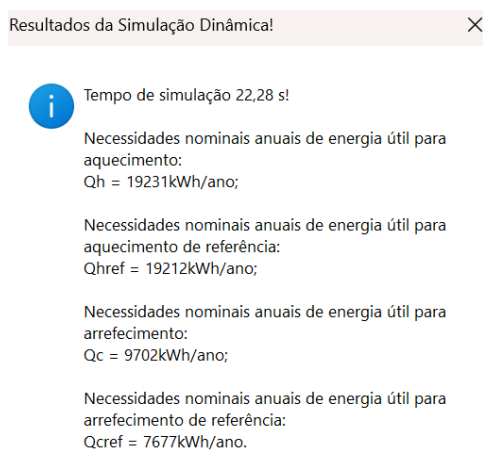 Resultados da Simulação Dinâmica!
Tempo de simulação 22,28 s!
Necessidades nominais anuais de energia útil para
aquecimento:
Qh = 19231kWh/ano;
Necessidades nominais anuais de energia útil para
aquecimento de referência:
Qhref = 19212kWh/ano;
Necessidades nominais anuais de energia útil para
arrefecimento:
Qc = 9702kWh/ano;
Necessidades nominais anuais de energia útil para
arrefecimento de referência:
Qcref = 7677kWh/ano.